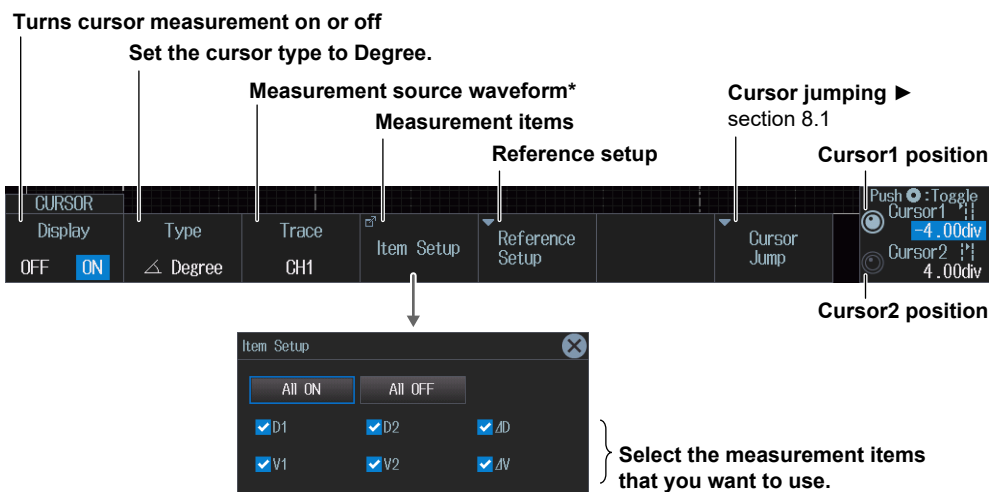 Turns cursor measurement on or off
Set the cursor type to Degree.
Measurement source waveform*
Measurement items
Reference setup
Cursor jumping ►
section 8.1
Cursor1 position
CURSOR
Display
OFF ON
Type
Degree
Trace
CH1
Item Setup
Reference
Setup
Cursor
Jump
Push :Toggle
Cursor1
-4.00div
Cursor2
4.00div
Cursor2 position
Item Setup
All ON All OFF
D1 D2 ΔD
V1 V2 ΔV
Select the measurement items
that you want to use.